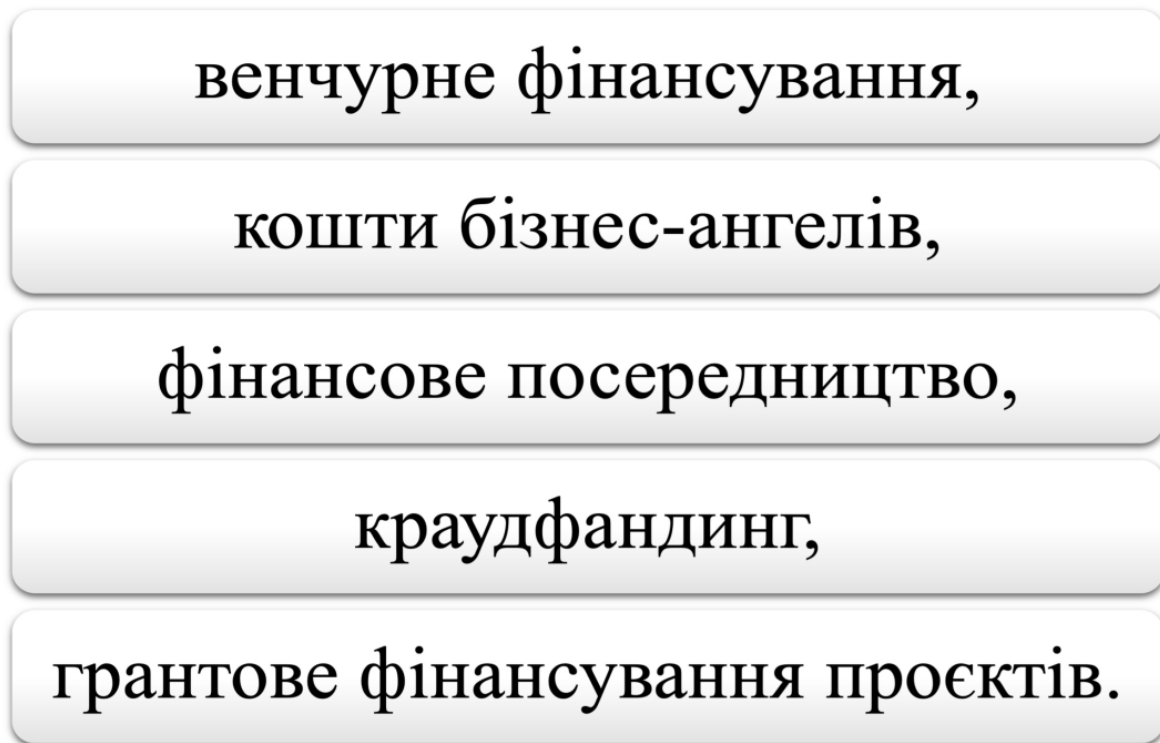 венчурне фінансування,
кошти бізнес-ангелів,
фінансове посередництво,
краудфандинг,
грантове фінансування проєктів.